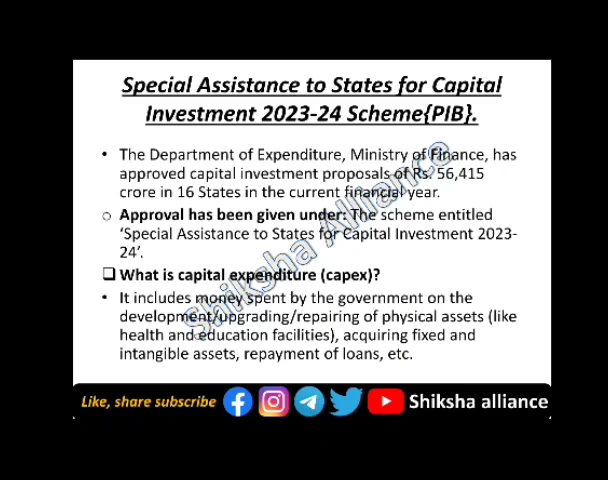 Special Assistance to States for Capital
Investment 2023-24 Scheme{PIB}.
• The Department of Expenditure, Ministry of Finance, has
approved capital investment proposals of Rs. 56,415
crore in 16 States in the current financial year.
o Approval has been given under: The scheme entitled
‘Special Assistance to States for Capital Investment 2023-
24’.
❑ What is capital expenditure (capex)?
• It includes money spent by the government on the
development/upgrading/repairing of physical assets (like
health and education facilities), acquiring fixed and
intangible assets, repayment of loans, etc.
Shiksha Alliance
Like, share subscribe
Shiksha alliance